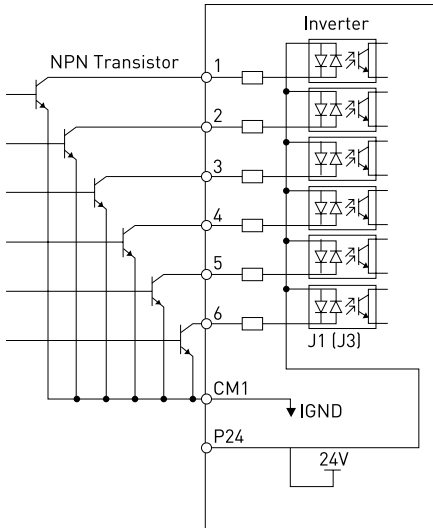 Inverter
NPN Transistor
1
2
3
4
5
6
J1 (J3)
CM1
IGND
P24
24V